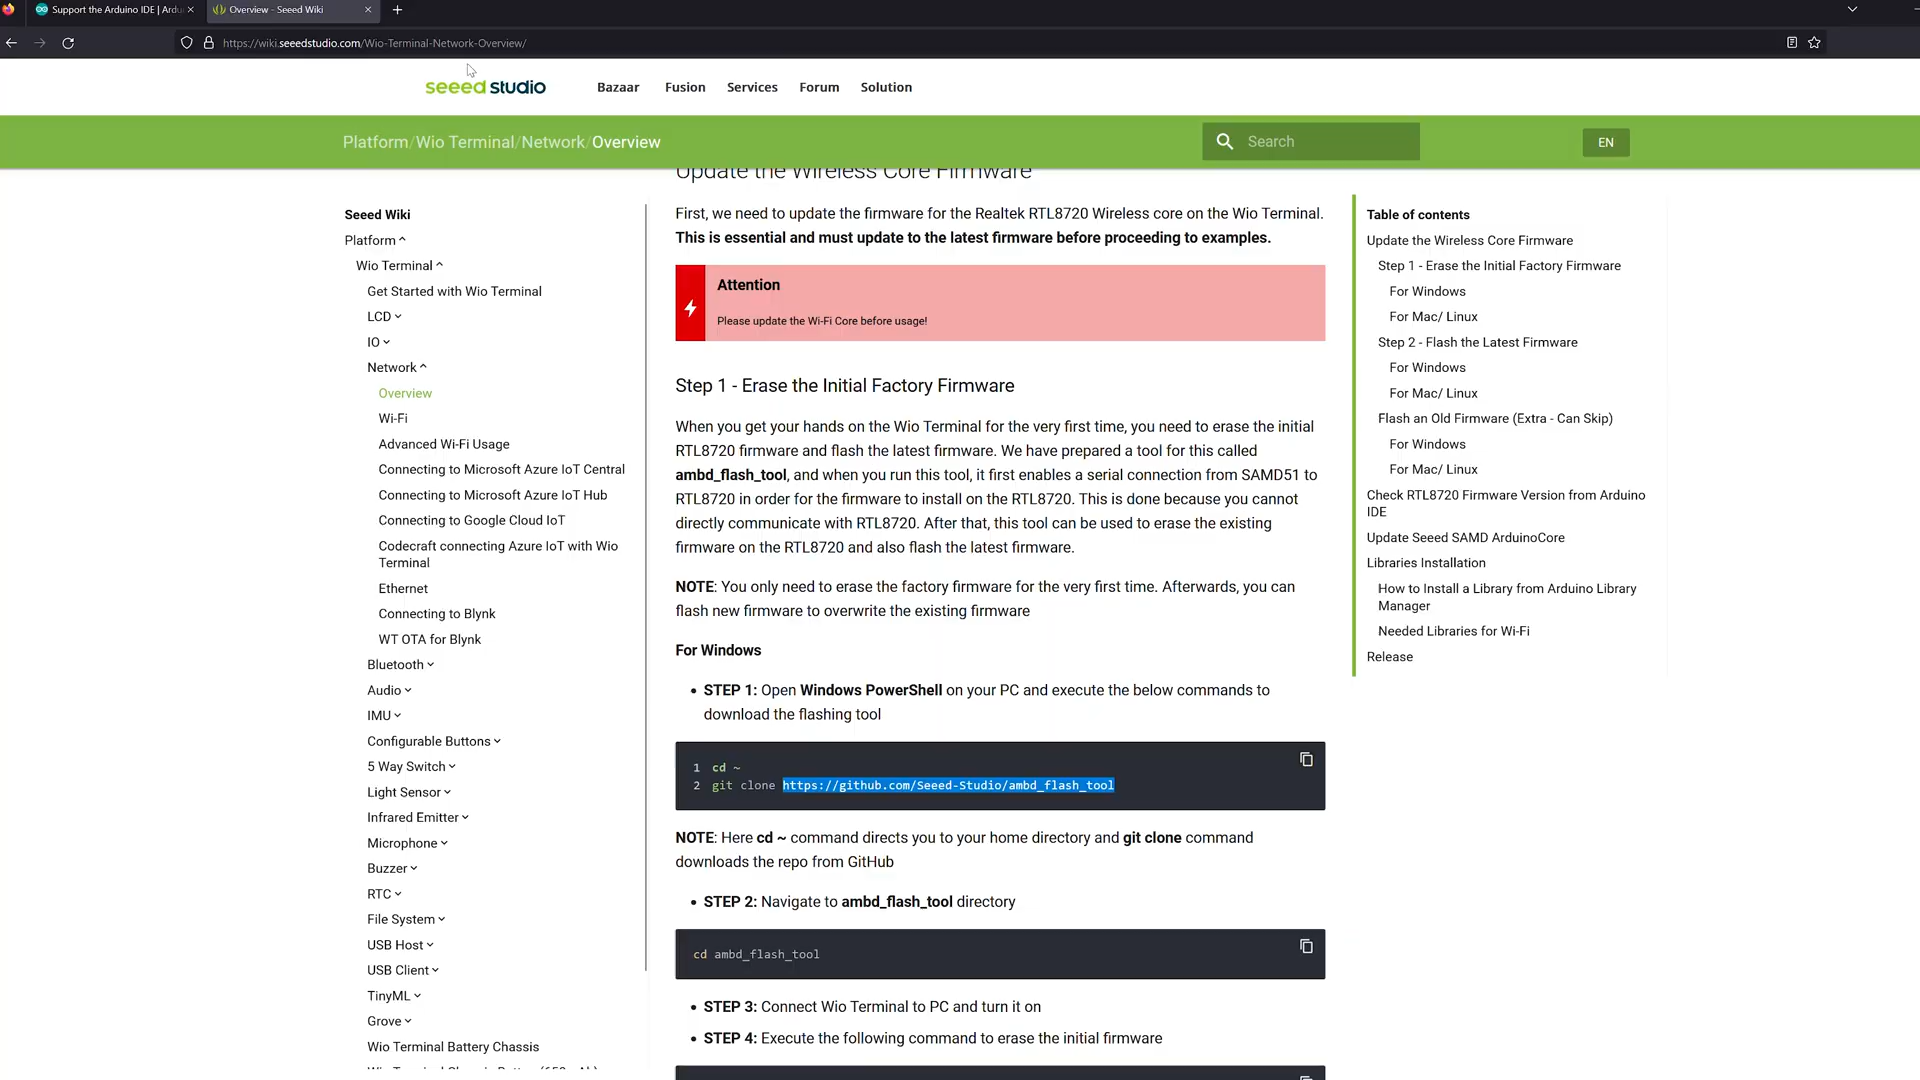 Support the Arduino IDE | Ardu
Overview - Seeed Wiki
https://wiki.seeedstudio.com/Wio-Terminal-Network-Overview/
seeed studio
Bazaar
Fusion
Services
Forum
Solution
Platform/Wio Terminal/Network/Overview
Search
EN
Seeed Wiki
Platform
Wio Terminal
Get Started with Wio Terminal
LCD
IO
Network
Overview
Wi-Fi
Advanced Wi-Fi Usage
Connecting to Microsoft Azure IoT Central
Connecting to Microsoft Azure IoT Hub
Connecting to Google Cloud IoT
Codecraft connecting Azure IoT with Wio
Terminal
Ethernet
Connecting to Blynk
WT OTA for Blynk
Bluetooth
Audio
IMU
Configurable Buttons
5 Way Switch
Light Sensor
Infrared Emitter
Microphone
Buzzer
RTC
File System
USB Host
USB Client
TinyML
Grove
Wio Terminal Battery Chassis
Update the Wireless Core Firmware
First, we need to update the firmware for the Realtek RTL8720 Wireless core on the Wio Terminal.
This is essential and must update to the latest firmware before proceeding to examples.
Attention
Please update the Wi-Fi Core before usage!
Step 1 - Erase the Initial Factory Firmware
When you get your hands on the Wio Terminal for the very first time, you need to erase the initial
RTL8720 firmware and flash the latest firmware. We have prepared a tool for this called
ambd_flash_tool, and when you run this tool, it first enables a serial connection from SAMD51 to
RTL8720 in order for the firmware to install on the RTL8720. This is done because you cannot
directly communicate with RTL8720. After that, this tool can be used to erase the existing
firmware on the RTL8720 and also flash the latest firmware.
NOTE: You only need to erase the factory firmware for the very first time. Afterwards, you can
flash new firmware to overwrite the existing firmware
For Windows
• STEP 1: Open Windows PowerShell on your PC and execute the below commands to
download the flashing tool
1 cd ~
2 git clone https://github.com/Seeed-Studio/ambd_flash_tool
NOTE: Here cd ~ command directs you to your home directory and git clone command
downloads the repo from GitHub
• STEP 2: Navigate to ambd_flash_tool directory
cd ambd_flash_tool
• STEP 3: Connect Wio Terminal to PC and turn it on
• STEP 4: Execute the following command to erase the initial firmware
Table of contents
Update the Wireless Core Firmware
Step 1 - Erase the Initial Factory Firmware
For Windows
For Mac/ Linux
Step 2 - Flash the Latest Firmware
For Windows
For Mac/ Linux
Flash an Old Firmware (Extra - Can Skip)
For Windows
For Mac/ Linux
Check RTL8720 Firmware Version from Arduino
IDE
Update Seeed SAMD ArduinoCore
Libraries Installation
How to Install a Library from Arduino Library
Manager
Needed Libraries for Wi-Fi
Release